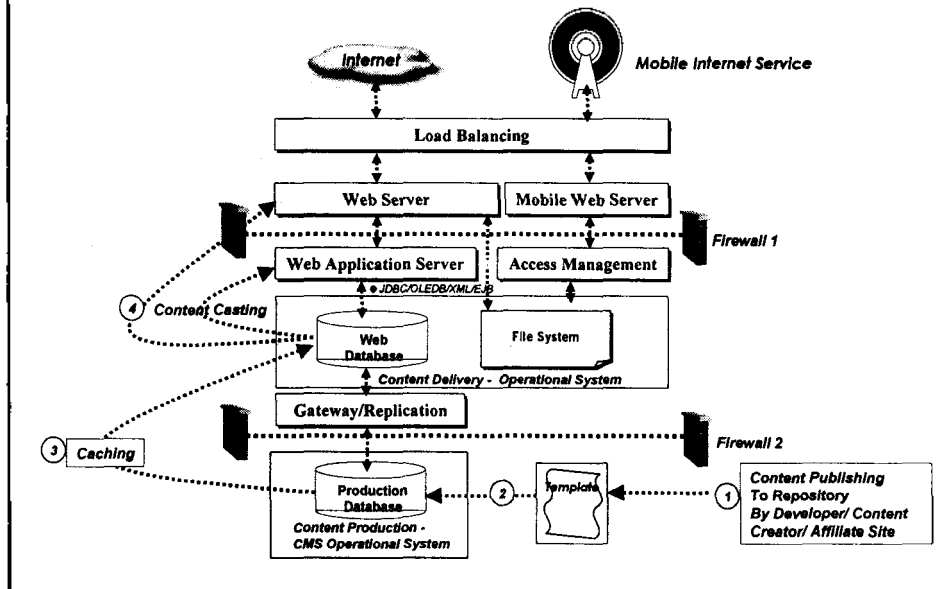 Internet
Mobile Internet Service
Load Balancing
Web Server
Mobile Web Server
Firewall 1
Web Application Server
Access Management
JDBC/OLEDB/XML/EJB
4
Content Casting
Web
Database
File System
Content Delivery - Operational System
Gateway/Replication
Firewall 2
3
Caching
Production
Database
Content Production -
CMS Operational System
2
Template
1
Content Publishing
To Repository
By Developer/ Content
Creator/ Affiliate Site